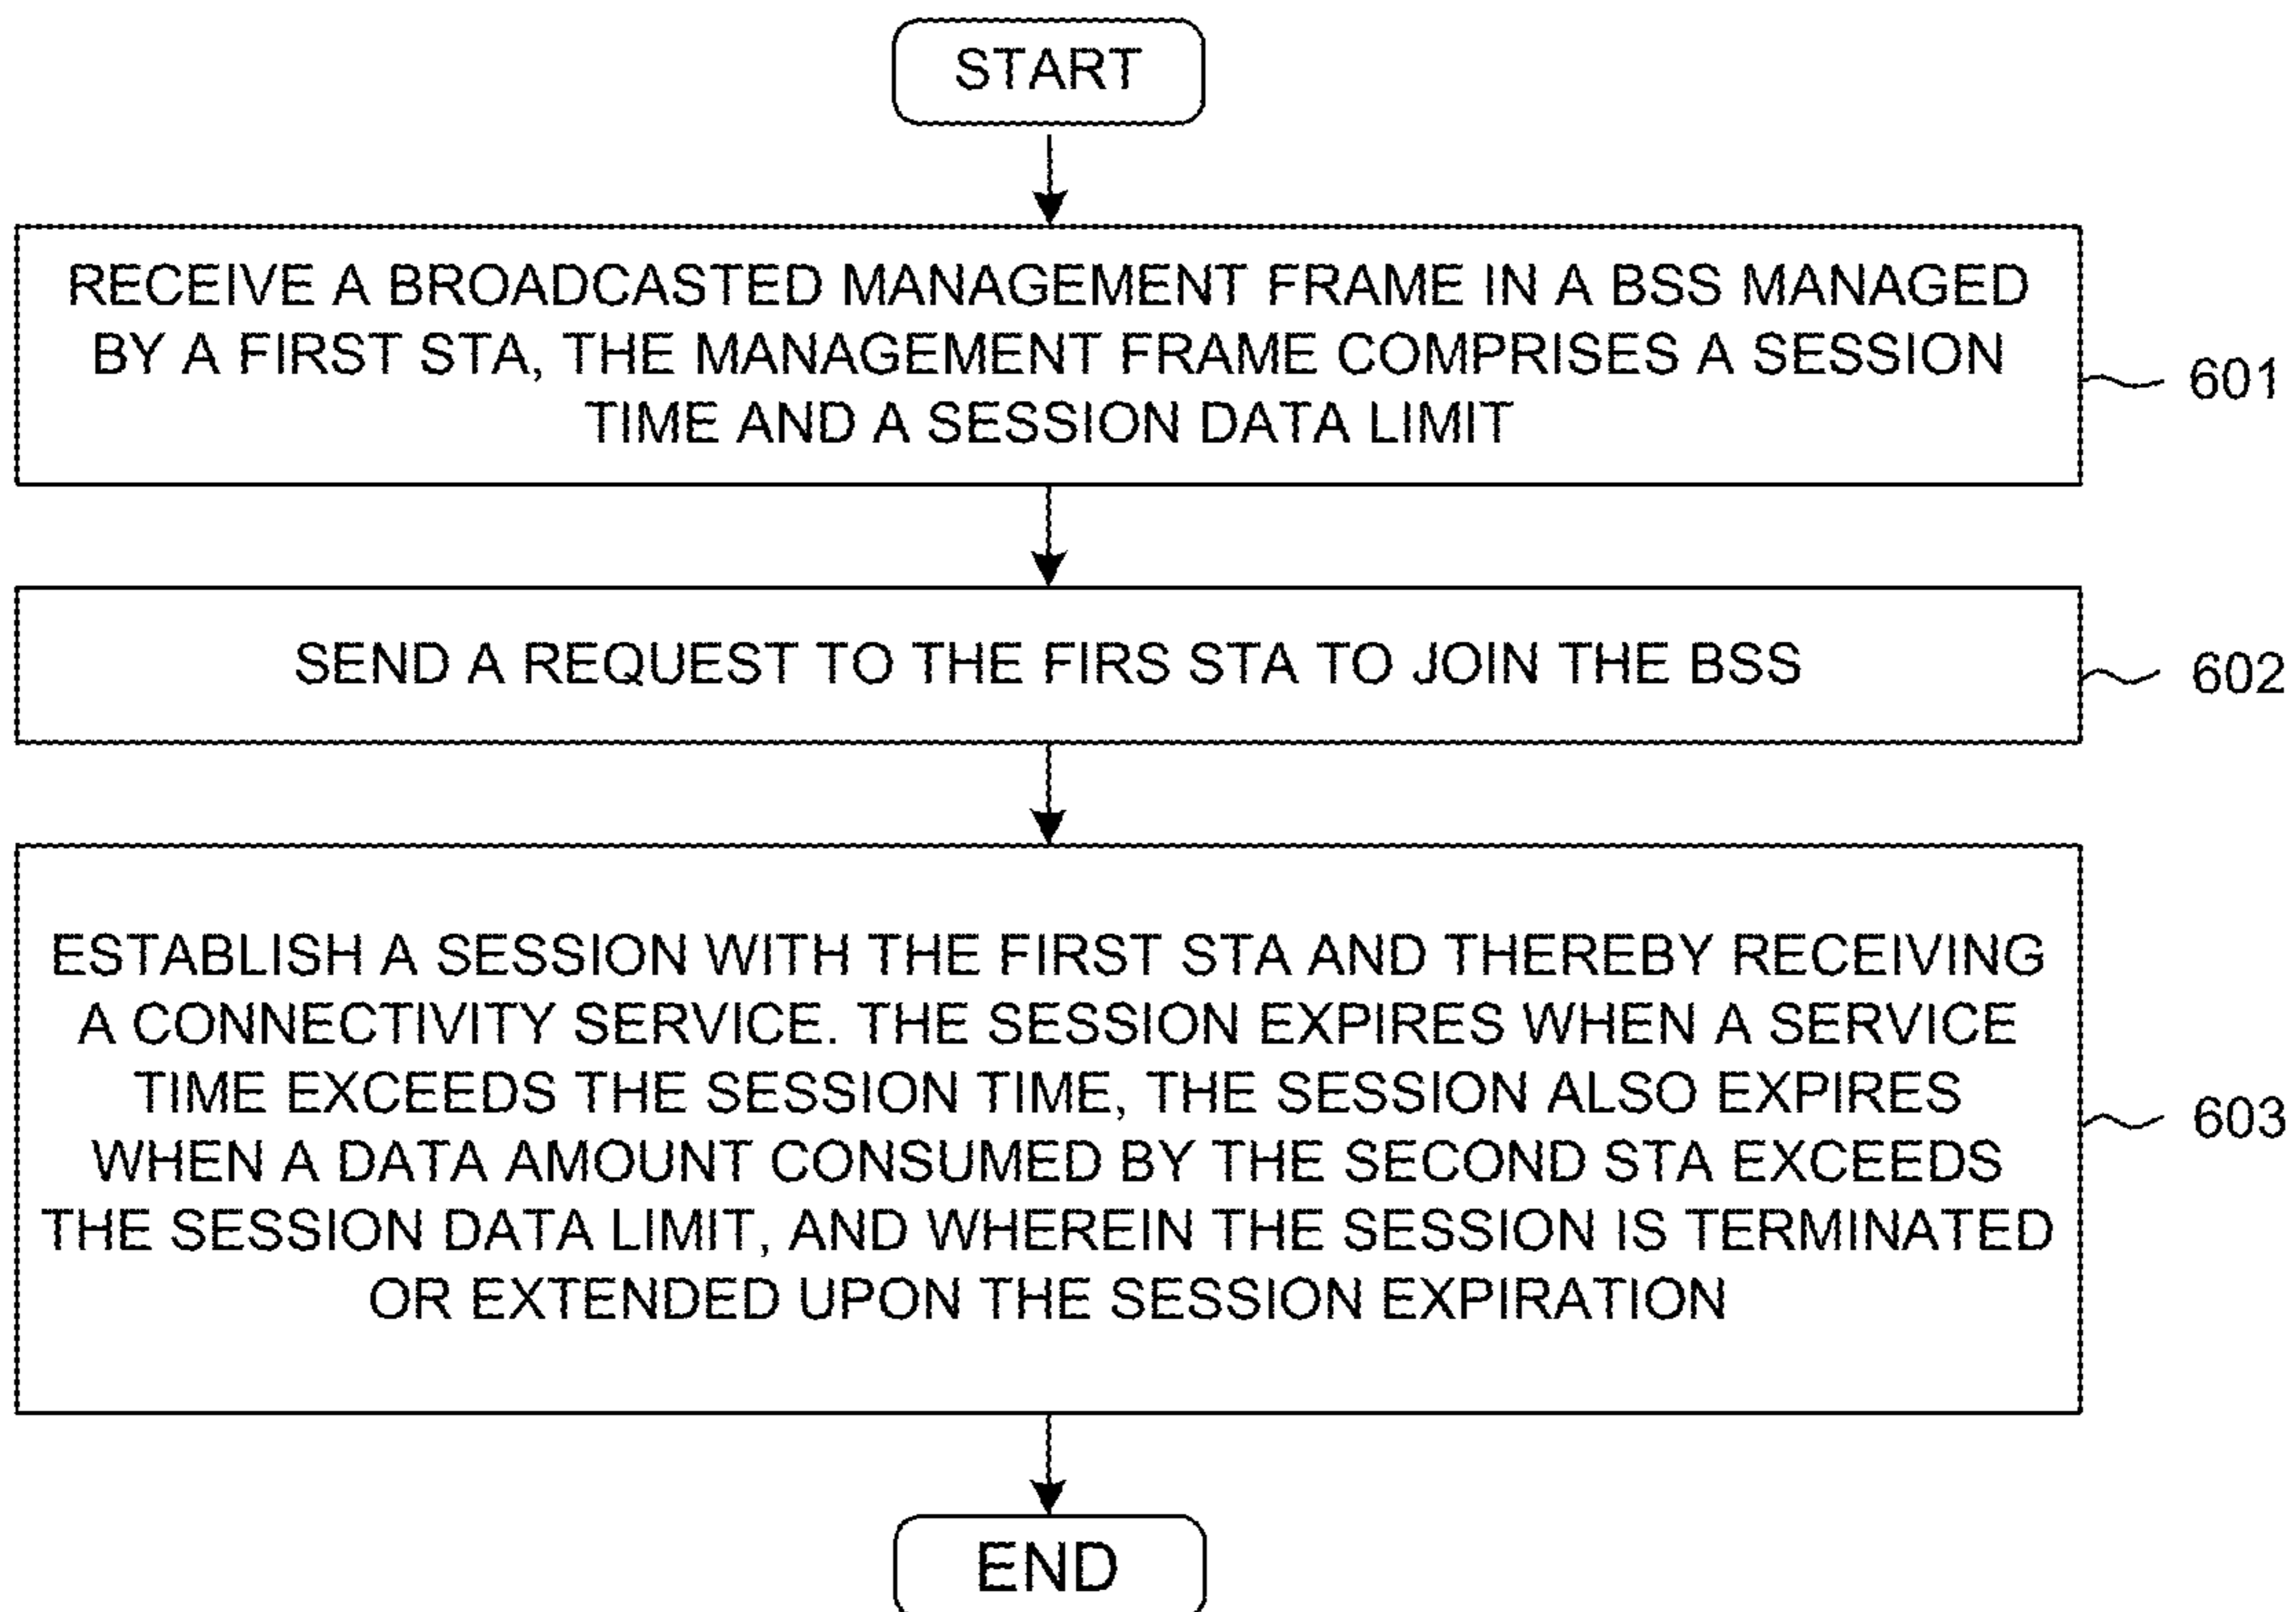 START
RECEIVE A BROADCASTED MANAGEMENT FRAME IN A BSS MANAGED
BY A FIRST STA, THE MANAGEMENT FRAME COMPRISES A SESSION
TIME AND A SESSION DATA LIMIT
601
SEND A REQUEST TO THE FIRS STA TO JOIN THE BSS
602
ESTABLISH A SESSION WITH THE FIRST STA AND THEREBY RECEIVING
A CONNECTIVITY SERVICE. THE SESSION EXPIRES WHEN A SERVICE
TIME EXCEEDS THE SESSION TIME, THE SESSION ALSO EXPIRES
WHEN A DATA AMOUNT CONSUMED BY THE SECOND STA EXCEEDS
THE SESSION DATA LIMIT, AND WHEREIN THE SESSION IS TERMINATED
OR EXTENDED UPON THE SESSION EXPIRATION
603
END